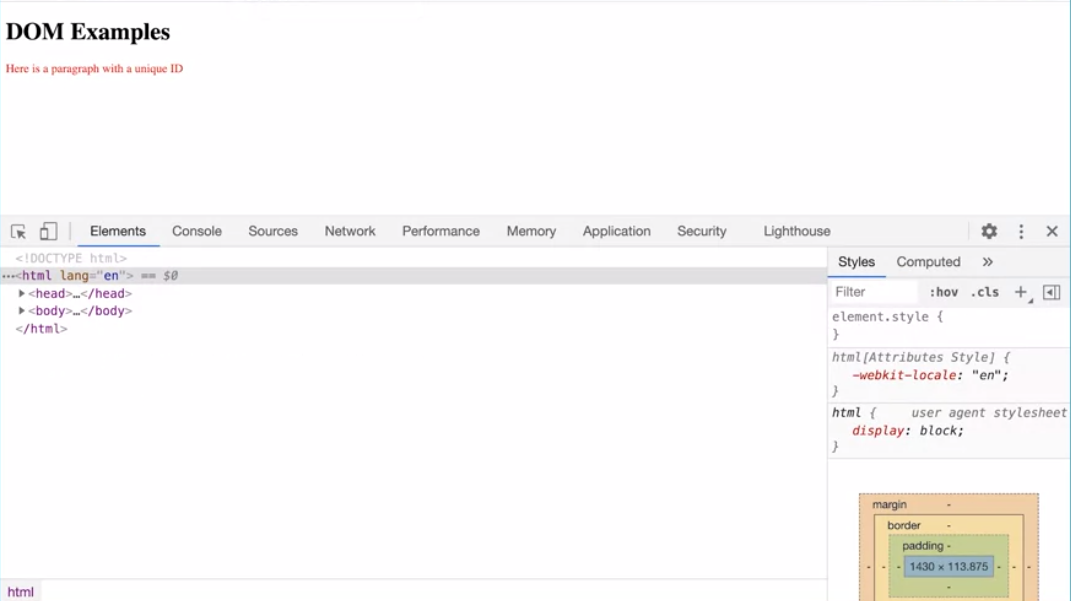 DOM Examples
Here is a paragraph with a unique ID
Elements Console Sources Network Performance Memory Application Security Lighthouse
<!DOCTYPE html>
…<html lang="en"> == $0
▶<head>…</head>
▶<body>…</body>
</html>
html
Styles Computed »
Filter :hov .cls +
element.style {
}
html[Attributes Style] {
-webkit-locale: "en";
}
html { user agent stylesheet
display: block;
}
margin -
border -
padding -
- - - 1430 × 113.875 - - -
-